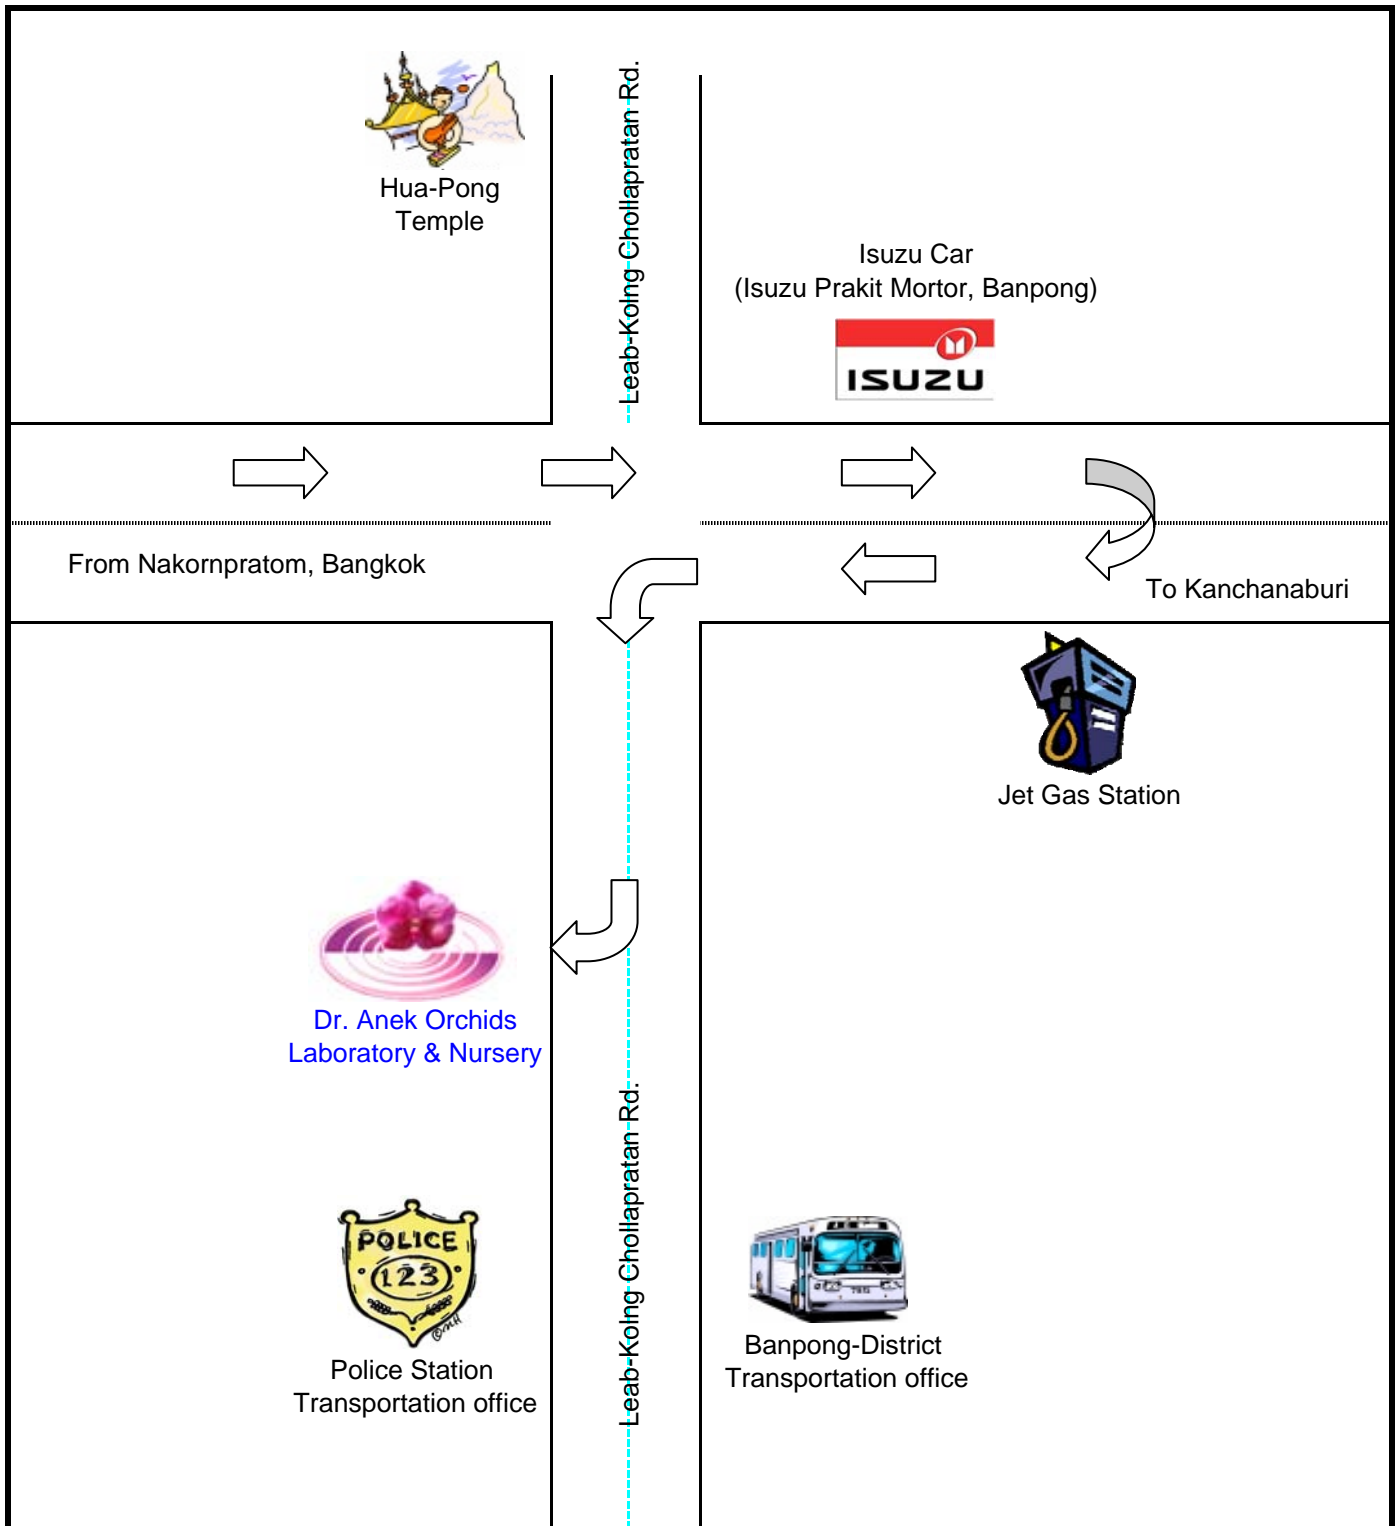 Leab-Kolng Chollapratan Rd.
Hua-Pong
Temple
Isuzu Car
(Isuzu Prakit Mortor, Banpong)
ISUZU
From Nakornpratom, Bangkok
To Kanchanaburi
Jet Gas Station
Dr. Anek Orchids
Laboratory & Nursery
Leab-Kolng Chollapratan Rd.
POLICE
123
Police Station
Transportation office
Banpong-District
Transportation office